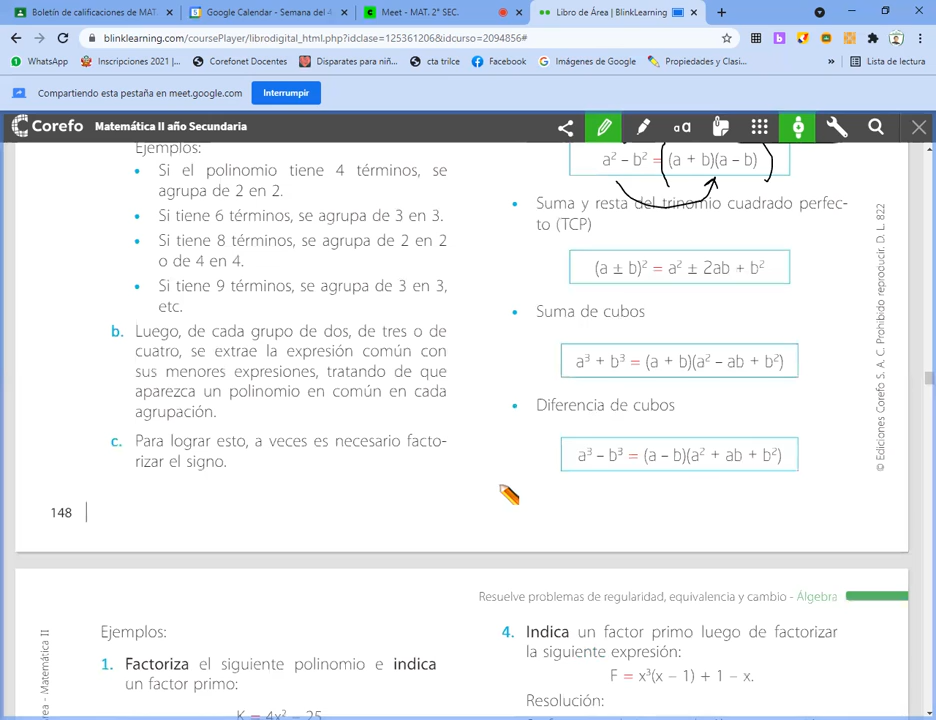 Boletín de calificaciones de MAT.
Google Calendar - Semana del 4
Meet - MAT. 2° SEC.
Libro de Área | BlinkLearning
blinklearning.com/coursePlayer/librodigital_html.php?idclase=125361206&idcurso=2094856#
WhatsApp
Inscripciones 2021 |...
Corefonet Docentes
Disparates para niñ...
cta trilce
Facebook
Imágenes de Google
Propiedades y Clasi...
»
Lista de lectura
Compartiendo esta pestaña en meet.google.com
Interrumpir
Corefo
Matemática II año Secundaria
aa
Ejemplos:
• Si el polinomio tiene 4 términos, se
agrupa de 2 en 2.
• Si tiene 6 términos, se agrupa de 3 en 3.
• Si tiene 8 términos, se agrupa de 2 en 2
o de 4 en 4.
• Si tiene 9 términos, se agrupa de 3 en 3,
etc.
b. Luego, de cada grupo de dos, de tres o de
cuatro, se extrae la expresión común con
sus menores expresiones, tratando de que
aparezca un polinomio en común en cada
agrupación.
c. Para lograr esto, a veces es necesario facto-
rizar el signo.
148
a² – b² = (a + b)(a – b)
• Suma y resta del trinomio cuadrado perfec-
to (TCP)
(a ± b)² = a² ± 2ab + b²
• Suma de cubos
a³ + b³ = (a + b)(a² – ab + b²)
• Diferencia de cubos
a³ – b³ = (a – b)(a² + ab + b²)
© Ediciones Corefo S. A. C. Prohibido reproducir. D. L. 822
Resuelve problemas de regularidad, equivalencia y cambio - Álgebra
Área - Matemática II
Ejemplos:
1. Factoriza el siguiente polinomio e indica
un factor primo:
K = 4x² – 25
4. Indica un factor primo luego de factorizar
la siguiente expresión:
F = x³(x – 1) + 1 – x.
Resolución: